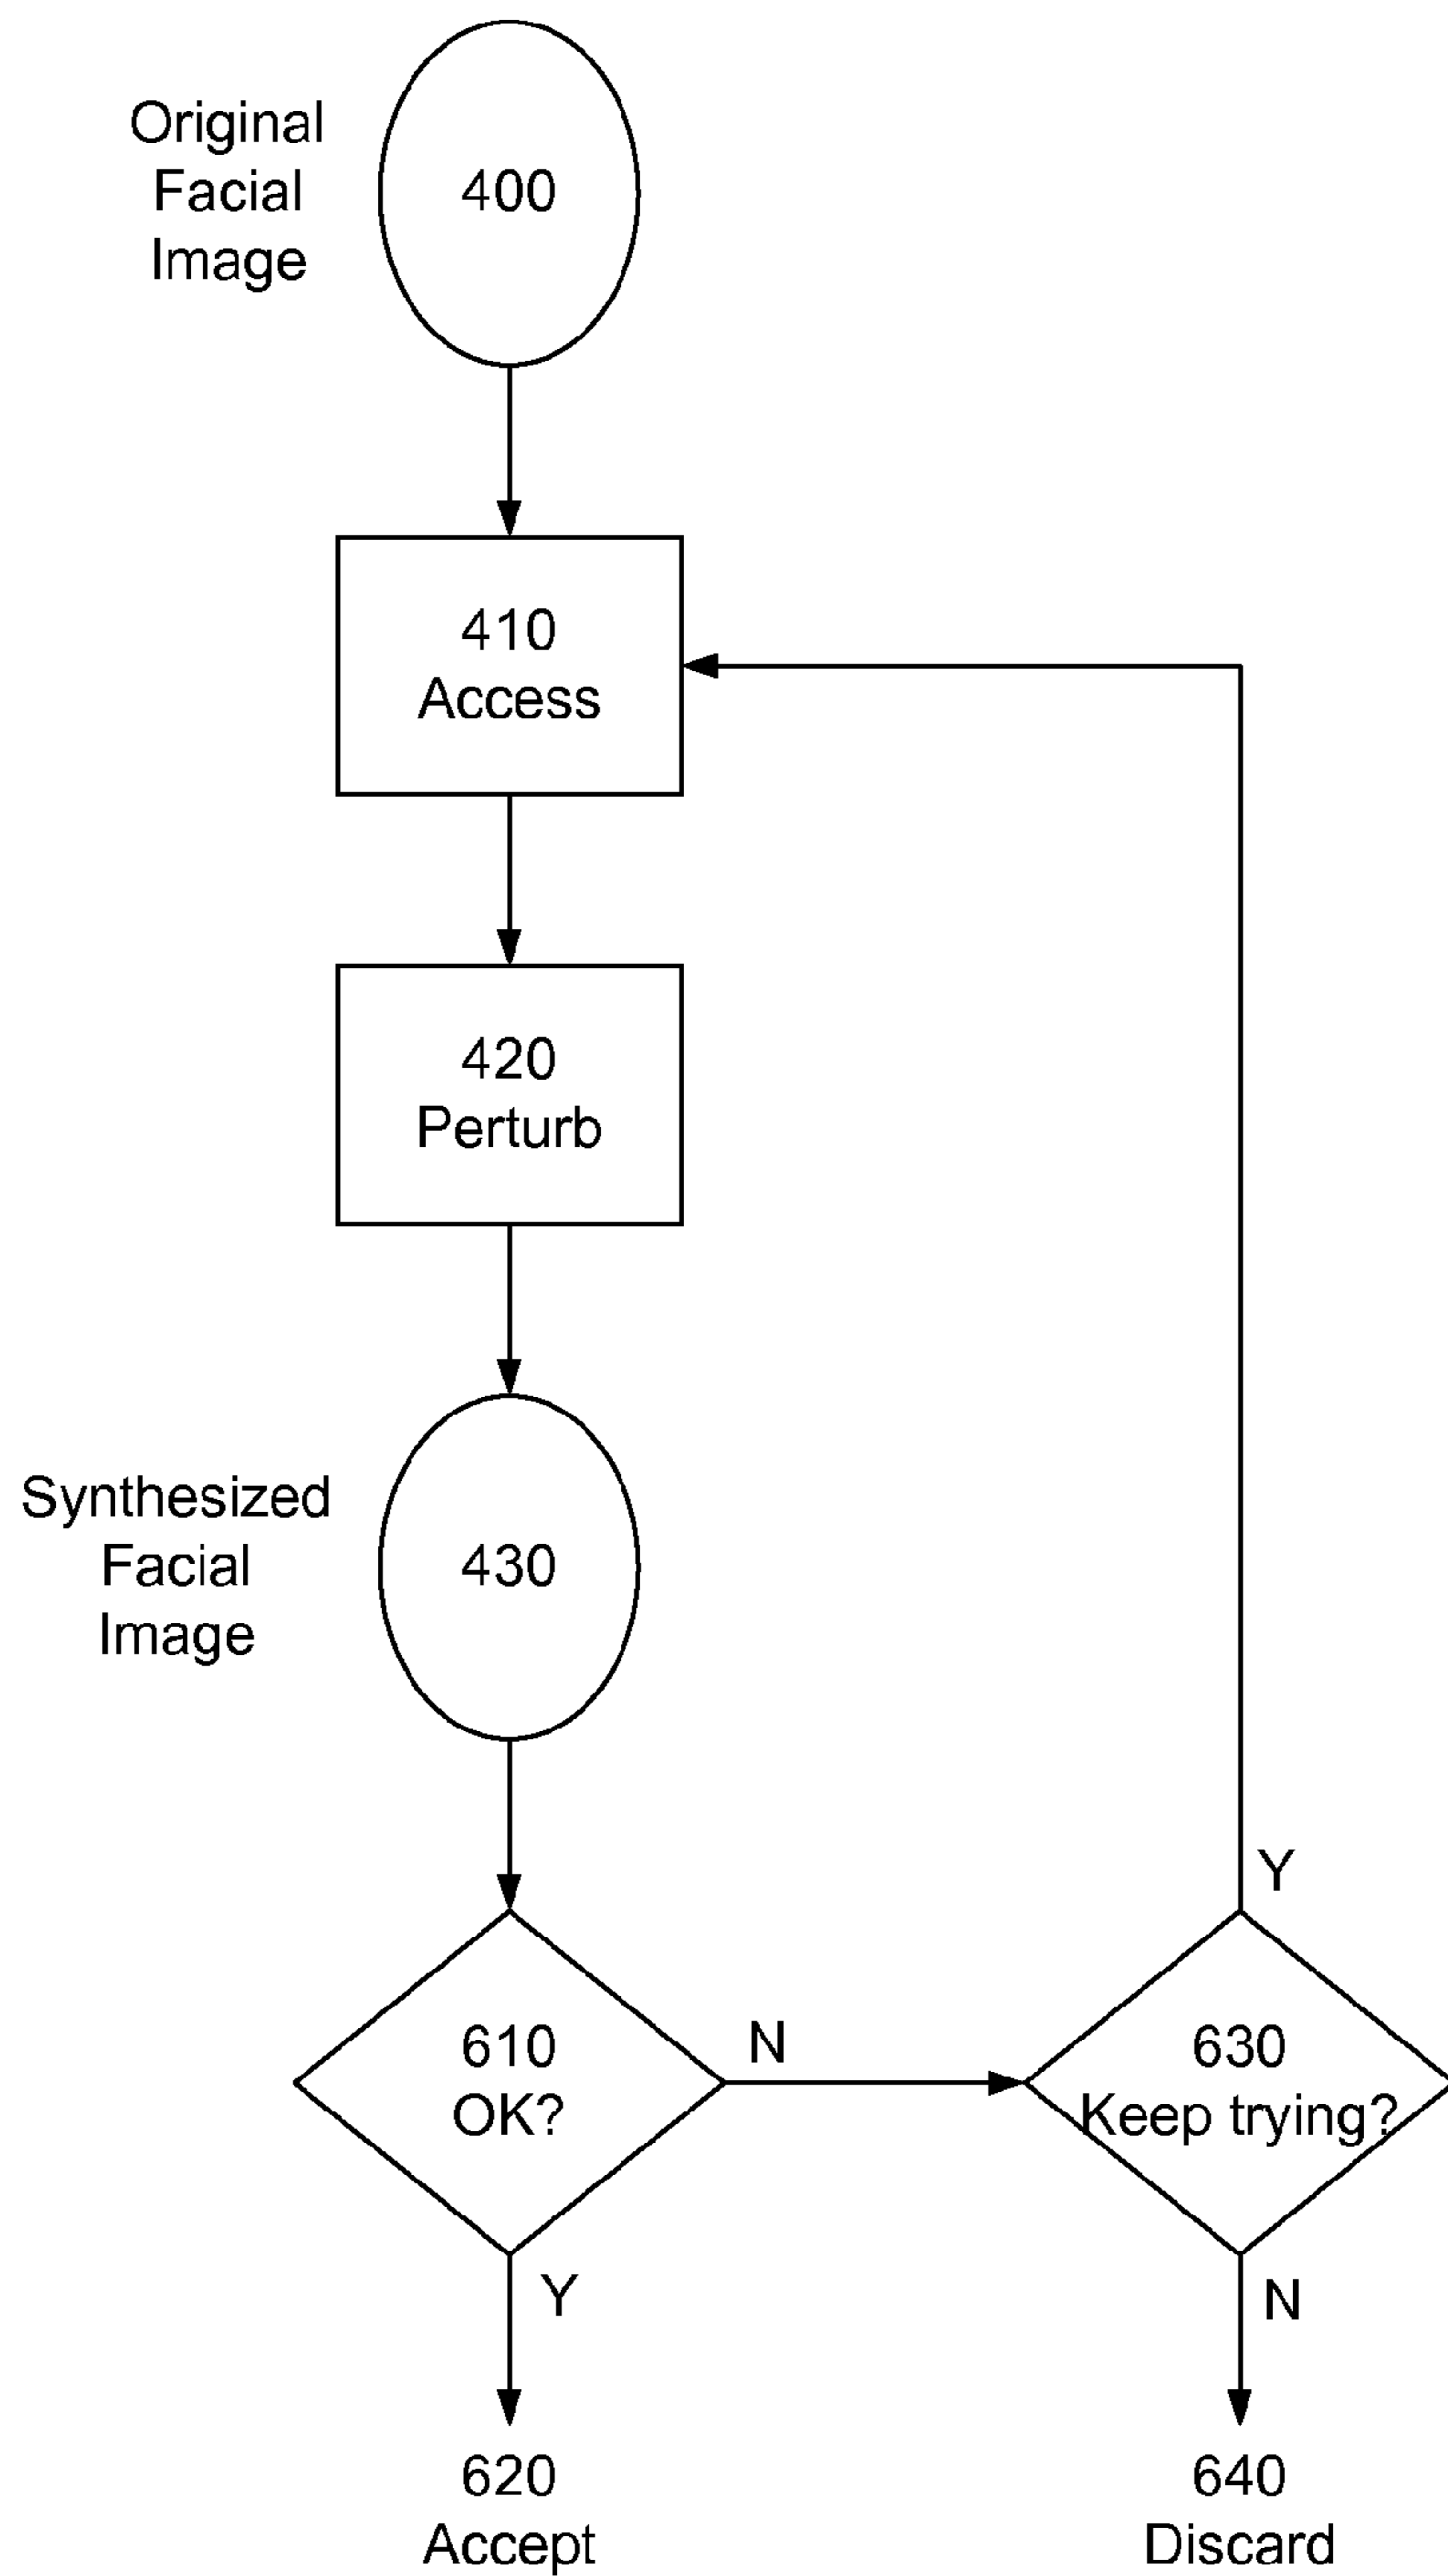 Original
Facial
Image
400
410
Access
420
Perturb
Synthesized
Facial
Image
430
Y
610
OK?
N
630
Keep trying?
Y
N
620
Accept
640
Discard